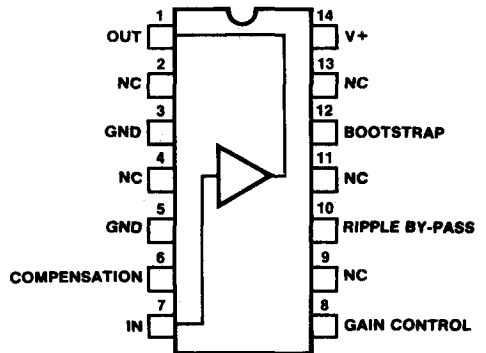 1 14
OUT V+
2 13
NC NC
3 12
GND BOOTSTRAP
4 11
NC NC
5 10
GND RIPPLE BY-PASS
6 9
COMPENSATION NC
7 8
IN GAIN CONTROL